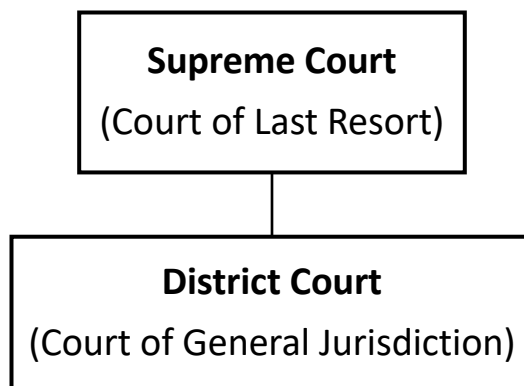 Supreme Court
(Court of Last Resort)
District Court
(Court of General Jurisdiction)